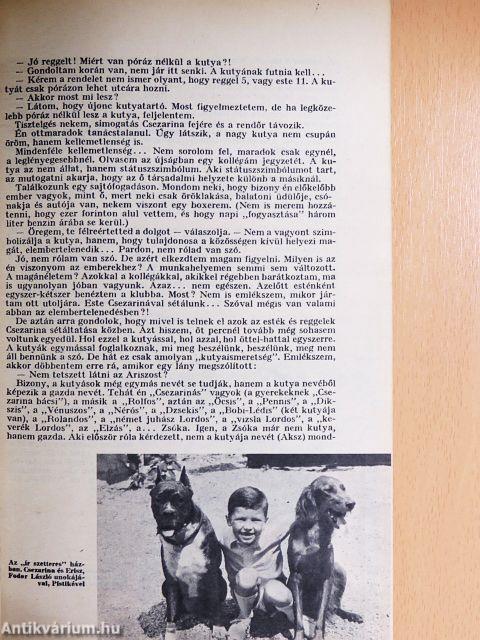 — Jó reggelt! Miért van póráz nélkül a kutya?!
— Gondoltam korán van, nem jár itt senki. A kutyának futnia kell...
— Kérem a rendelet nem ismer olyant, hogy reggel 5, vagy este 11. A ku-
tyát csak pórázon lehet utcára hozni.
— Akkor most mi lesz?
— Látom, hogy újonc kutyatartó. Most figyelmeztetem, de ha legköze-
lebb póráz nélkül lesz a kutya, feljelentem.
Tisztelgés nekem, simogatás Csezarina fejére és a rendőr távozik.
Én ottmaradok tanácstalanul. Úgy látszik, a nagy kutya nem csupán
öröm, hanem kellemetlenség is.
Mindenféle kellemetlenség... Nem sorolom fel, maradok csak egynél,
a leglényegesebbnél. Olvasom az újságban egy kollégám jegyzetét. A ku-
tya az nem állat, hanem státuszszimbólum. Aki státuszszimbólumot tart,
az mutogatni akarja, hogy az ő társadalmi helyzete különb a másiknál.
Találkozunk egy sajtófogadáson. Mondom neki, hogy bizony én előkelőbb
ember vagyok, mint ő, mert neki csak öröklakása, balatoni üdülője, csó-
nakja és autója van, nekem viszont egy boxerem. (Nem is merem hozzá-
tenni, hogy ezer forinton alul vettem, és hogy napi „fogyasztása" három
liter benzin árába se kerül.)
— Öregem, te félreértetted a dolgot — válaszolja. — Nem a vagyont szim-
bolizálja a kutya, hanem, hogy tulajdonosa a közösségen kívül helyezi ma-
gát, elembertelenedik... Pardon, nem rólad van szó.
Jó, nem rólam van szó. De azért elkezdtem magam figyelni. Milyen is az
én viszonyom az emberekhez? A munkahelyemen semmi sem változott.
A magánéletem? Azokkal a kollégákkal, akikkel régebben barátkoztam, ma
is ugyanolyan jóban vagyunk. Azaz... nem egészen. Azelőtt esténként
egyszer-kétszer benéztem a klubba. Most? Nem is emlékszem, mikor jár-
tam ott utoljára. Este Csezarinával sétálunk... Szóval mégis van valami
abban az elembertelenedésben?!
De aztán arra gondolok, hogy mivel is telnek el azok az esték és reggelek
Csezarina sétáltatása közben. Azt hiszem, öt percnél tovább még sohasem
voltunk egyedül. Hol ezzel a kutyással, hol azzal, hol öttel-hattal egyszerre.
A kutyák egymással foglalkoznak, mi meg beszélünk, beszélünk, meg nem
áll bennünk a szó. De hát ez csak amolyan „kutyaismeretség". Emlékszem,
akkor döbbentem erre rá, amikor egy lány megszólított:
— Nem tetszett látni az Ariszost?
Bizony, a kutyások még egymás nevét se tudják, hanem a kutya nevéből
képezik a gazda nevét. Tehát én „Csezarinás" vagyok (a gyerekeknek „Cse-
zarina bácsi"), a másik a „Rolfos", aztán az „Öcsis", a „Pennis", a „Dik-
szis", a „Vénuszos", a „Nérós", a „Dzsekis", a „Bobi-Lédis" (két kutyája
van), a „Rolandos", a „német juhász Lordos", a „vizsla Lordos", a „ke-
verék Lordos", az „Elzás", a... Zsóka. Igen, a Zsóka már nem kutya,
hanem gazda. Aki először róla kérdezett, nem a kutyája nevét (Aksz) mond-
Az „ír szetteres" ház-
ban. Csezarina és Erisz,
Fodor László unokájá-
val, Pistikével
Antikvárium.hu